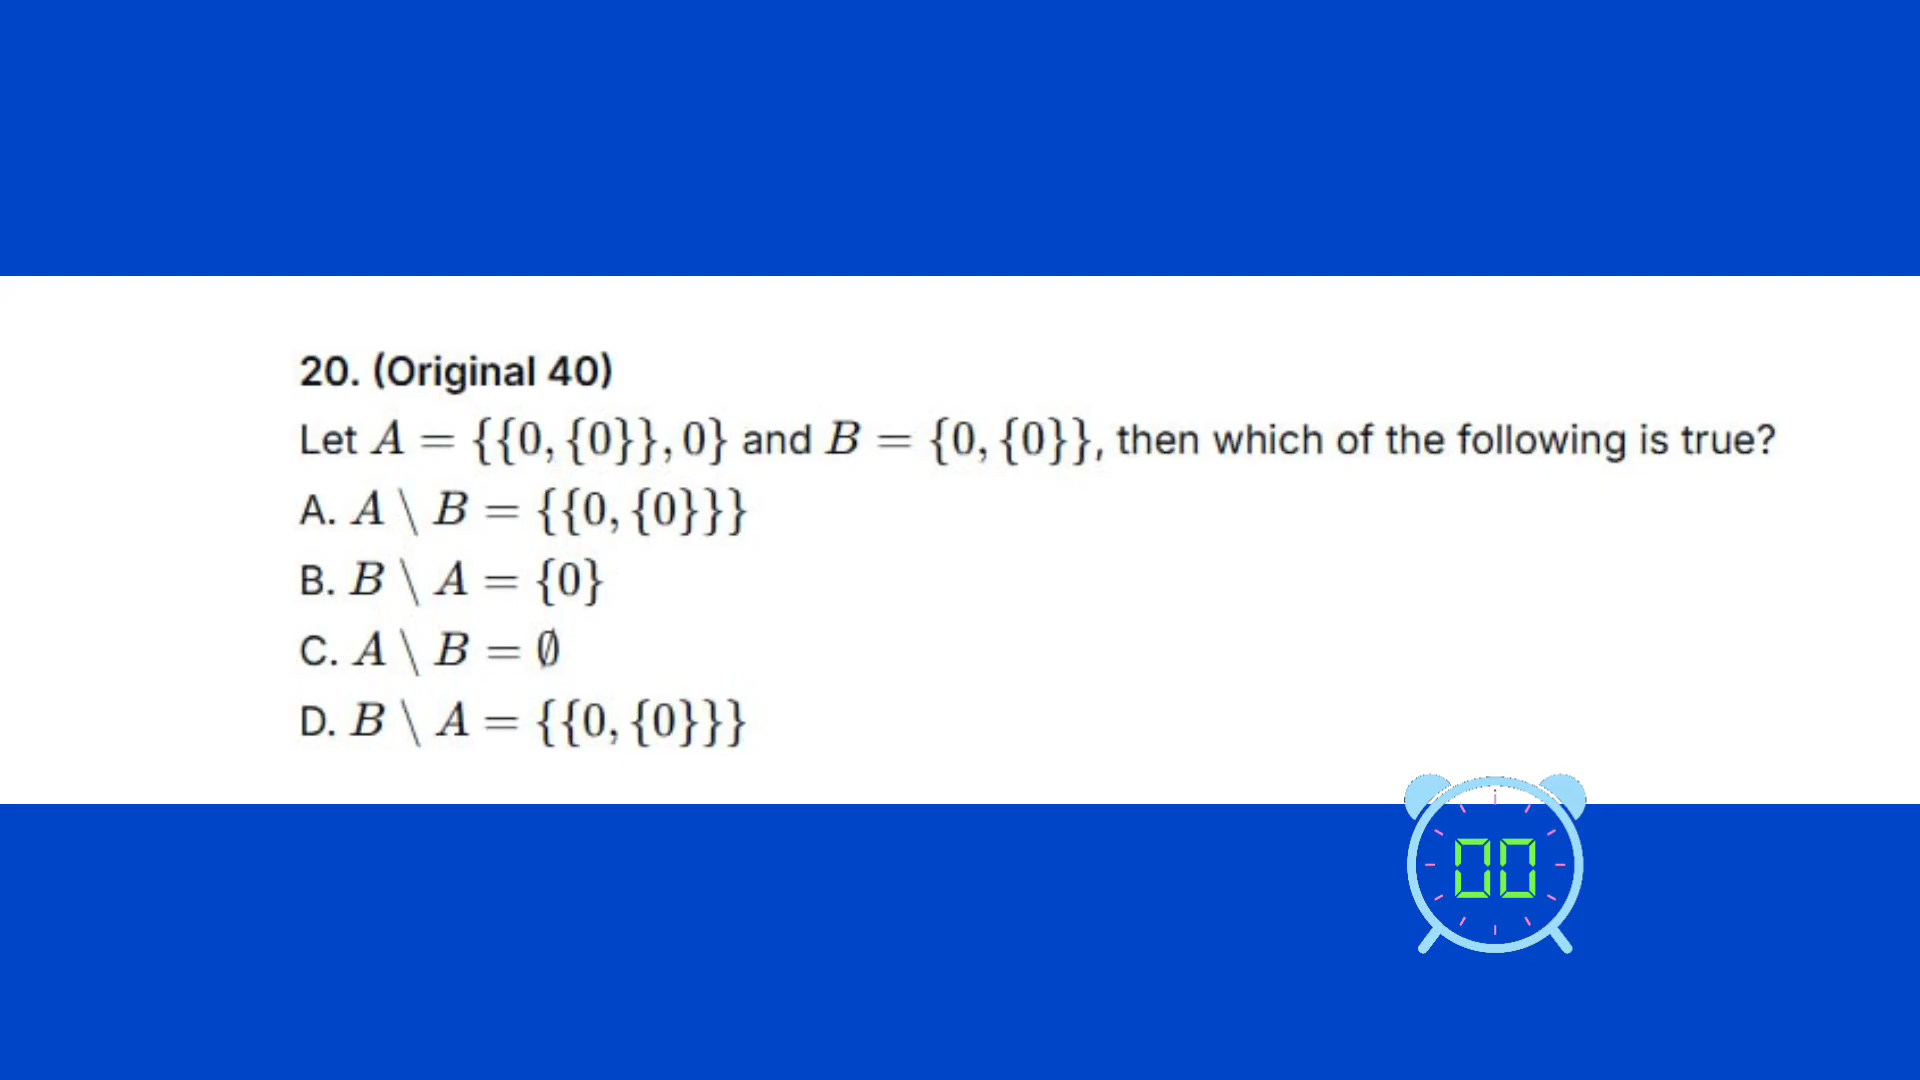 20. (Original 40)
Let A = {{0, {0}}, 0} and B = {0, {0}}, then which of the following is true?
A. A \ B = {{0, {0}}}
B. B \ A = {0}
C. A \ B = ∅
D. B \ A = {{0, {0}}}
00